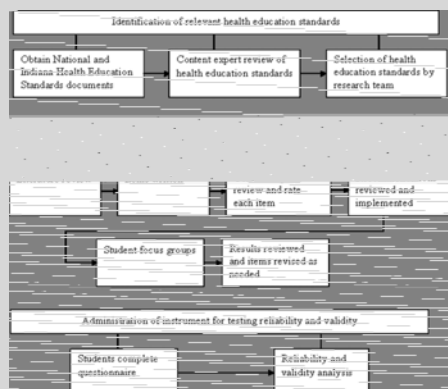 Identification of relevant health education standards
Obtain National and
Indiana Health Education
Standards documents
Content expert review of
health education standards
Selection of health
education standards by
research team
review and rate
each item
reviewed and
implemented
Student focus groups
Results reviewed
and items revised as
needed
Administration of instrument for testing reliability and validity
Students complete
questionnaire
Reliability and
validity analysis